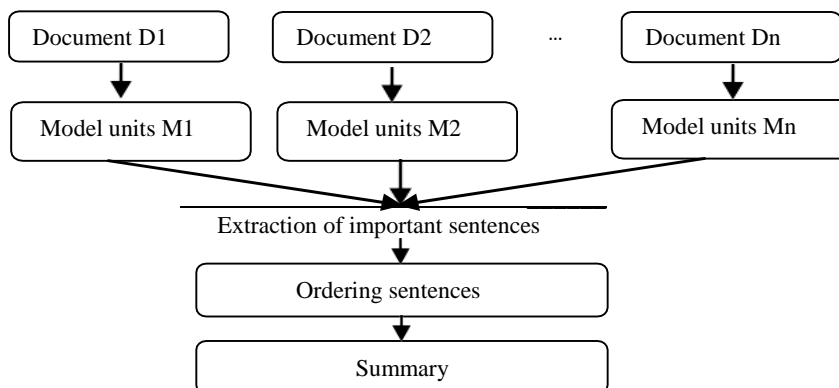 Document D1
Document D2
...
Document Dn
Model units M1
Model units M2
Model units Mn
Extraction of important sentences
Ordering sentences
Summary